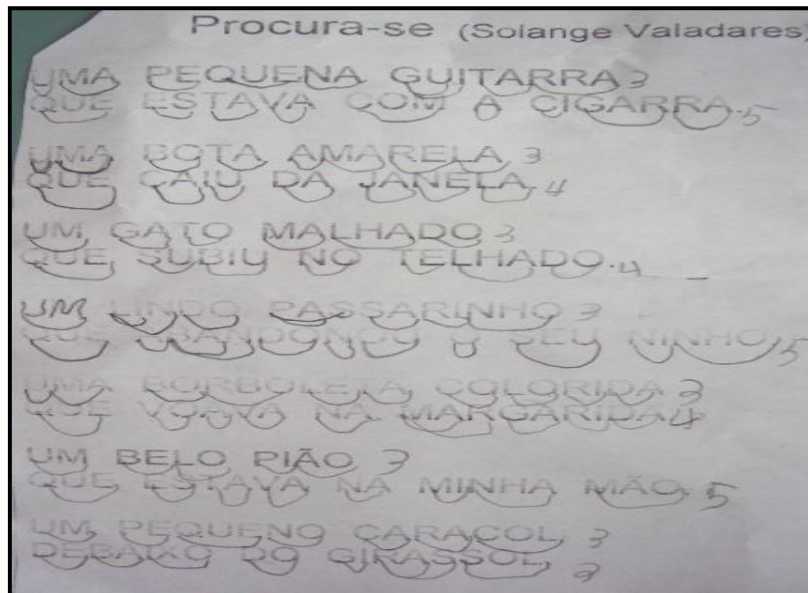 Procura-se (Solange Valadares)
UMA PEQUENA GUITARRA 3
QUE ESTAVA COM A CIGARRA. 5
UMA BOTA AMARELA 3
QUE CAIU DA JANELA 4
UM GATO MALHADO 3
QUE SUBIU NO TELHADO. 4
UM LINDO PASSARINHO 3
QUE ABANDONOU O SEU NINHO, 5
UMA BORBOLETA COLORIDA 3
QUE VOAVA NA MARGARIDA 4
UM BELO PIÃO 3
QUE ESTAVA NA MINHA MÃO. 5
UM PEQUENO CARACOL 3
DEBAIXO DO GIRASSOL 3